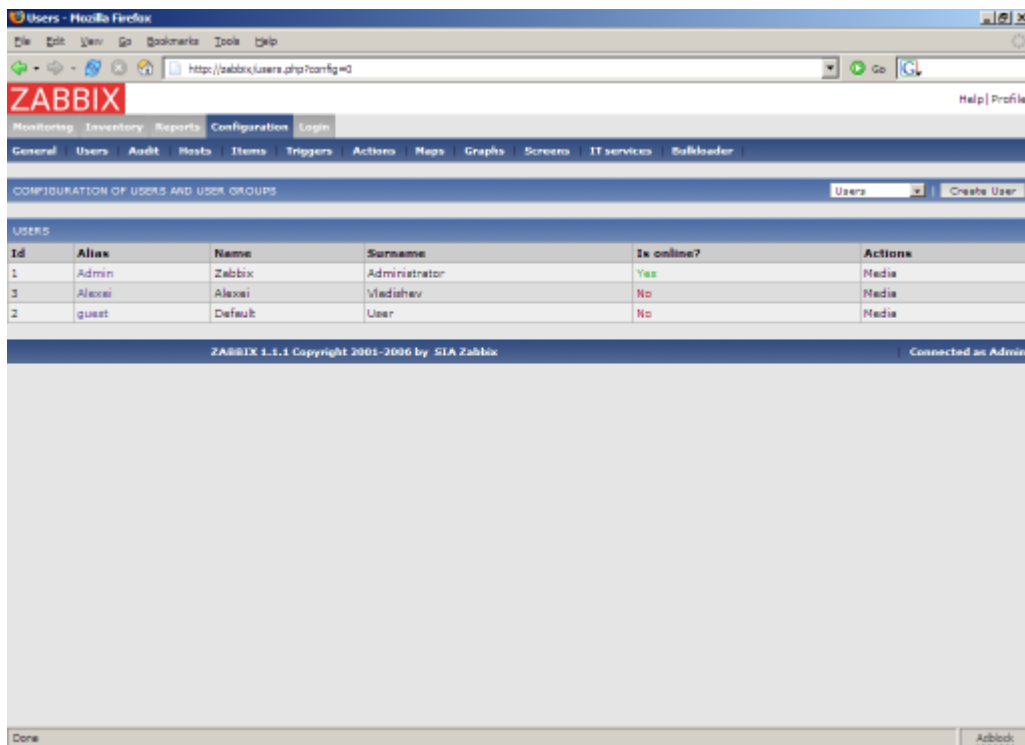 Users - Mozilla Firefox
File Edit View Go Bookmarks Tools Help
http://zabbix/users.php?config=0 Go G
ZABBIX Help | Profile
Monitoring Inventory Reports Configuration Login
General | Users | Audit | Hosts | Items | Triggers | Actions | Maps | Graphs | Screens | IT services | Bulkloader |
CONFIGURATION OF USERS AND USER GROUPS Users | Create User
USERS
Id Alias Name Surname Is online? Actions
1 Admin Zabbix Administrator Yes Media
3 Alexei Alexei Vladishev No Media
2 guest Default User No Media
ZABBIX 1.1.1 Copyright 2001-2006 by SIA Zabbix | Connected as Admin
Done Adblock